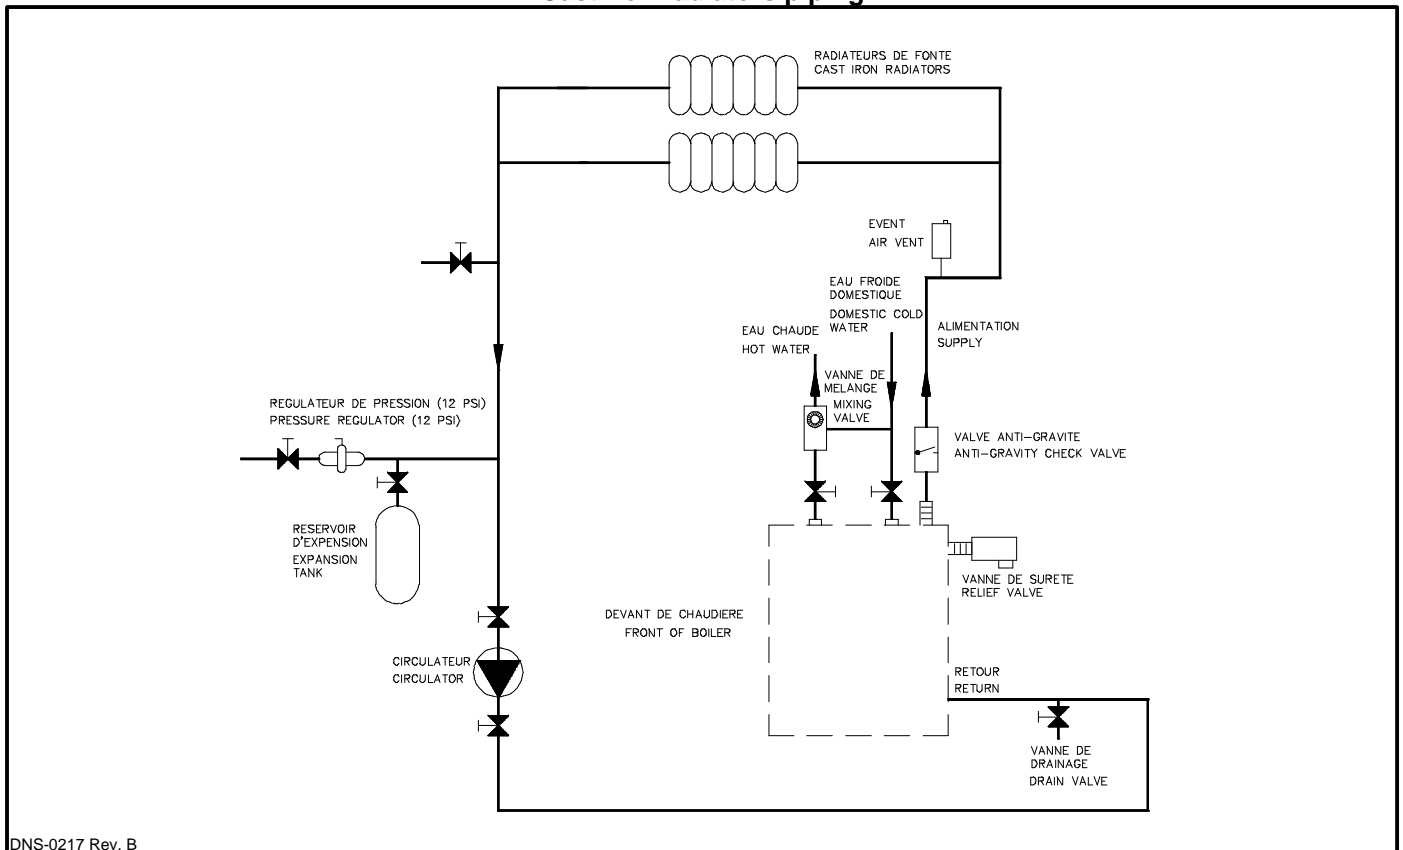 RADIATEURS DE FONTE
CAST IRON RADIATORS
EVENT
AIR VENT
EAU FROIDE
DOMESTIQUE
DOMESTIC COLD
WATER
EAU CHAUDE
HOT WATER
ALIMENTATION
SUPPLY
VANNE DE
MELANGE
MIXING
VALVE
REGULATEUR DE PRESSION (12 PSI)
PRESSURE REGULATOR (12 PSI)
VALVE ANTI-GRAVITE
ANTI-GRAVITY CHECK VALVE
RESERVOIR
D'EXPENSION
EXPANSION
TANK
VANNE DE SURETE
RELIEF VALVE
DEVANT DE CHAUDIERE
FRONT OF BOILER
CIRCULATEUR
CIRCULATOR
RETOUR
RETURN
VANNE DE
DRAINAGE
DRAIN VALVE
DNS-0217 Rev. B